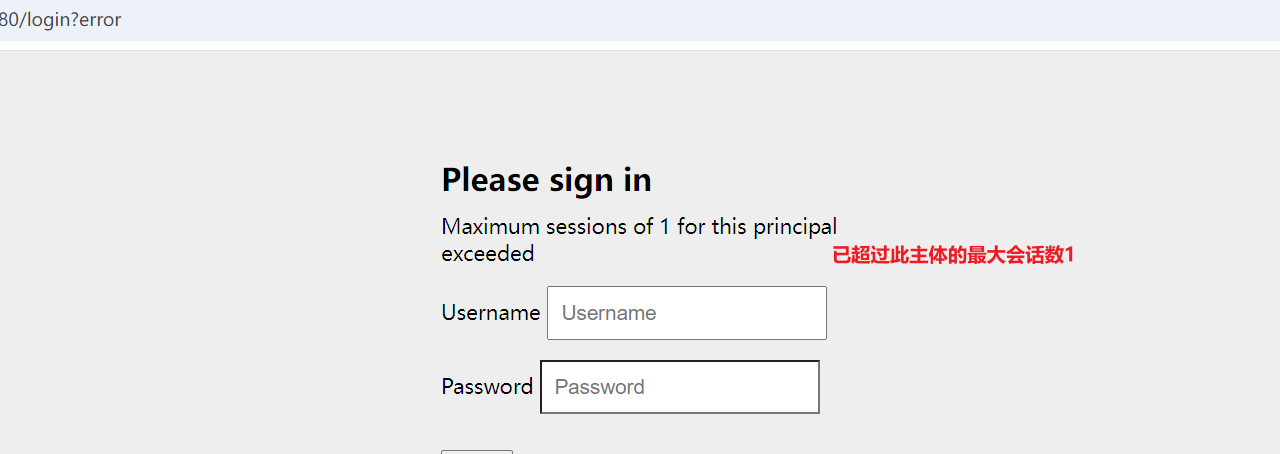 80/login?error
Please sign in
Maximum sessions of 1 for this principal
exceeded
已超过此主体的最大会话数1
Username Username
Password Password